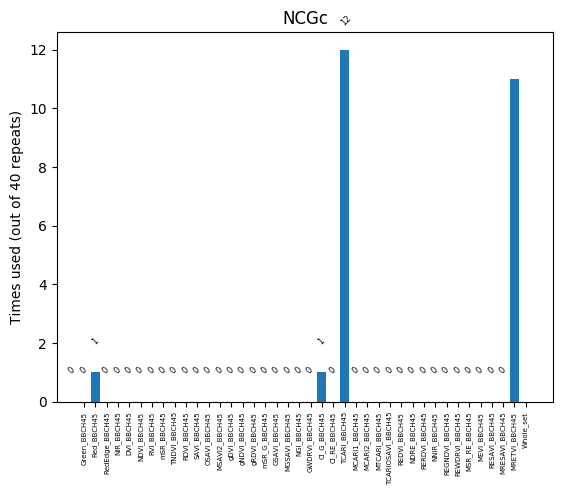 NCGc
Times used (out of 40 repeats)
12
10
8
6
4
2
0
0 0 1 0 0 0 0 0 0 0 0 0 0 0 0 0 0 0 0 0 0 0 1 0 12 0 0 0 0 0 0 0 0 0 0 0 0 0 0
Green_BBCH45
Red_BBCH45
RedEdge_BBCH45
NIR_BBCH45
DVI_BBCH45
NDVI_BBCH45
RVI_BBCH45
mSR_BBCH45
TNDVI_BBCH45
RDVI_BBCH45
SAVI_BBCH45
OSAVI_BBCH45
MSAVI2_BBCH45
gDVI_BBCH45
gNDVI_BBCH45
gRDVI_BBCH45
mSR_G_BBCH45
GSAVI_BBCH45
MGSAVI_BBCH45
NGI_BBCH45
GWDRVI_BBCH45
CI_G_BBCH45
CI_RE_BBCH45
TCARI_BBCH45
MCARI1_BBCH45
MCARI2_BBCH45
MTCARI_BBCH45
TCARIOSAVI_BBCH45
REDVI_BBCH45
NDRE_BBCH45
RERDVI_BBCH45
NNIR_BBCH45
REGNDVI_BBCH45
REWDRVI_BBCH45
MSR_RE_BBCH45
MEVI_BBCH45
RESAVI_BBCH45
MRESAVI_BBCH45
MRETVI_BBCH45
Whole_set